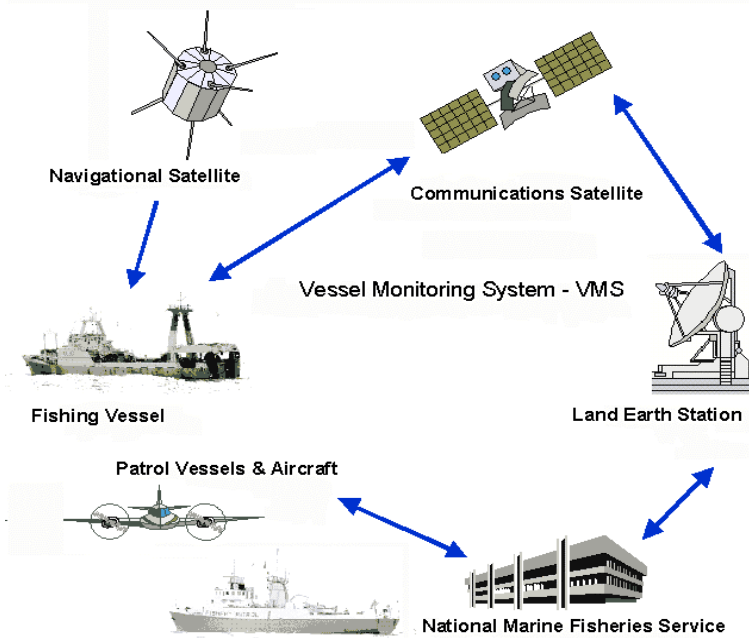 Navigational Satellite
Communications Satellite
Vessel Monitoring System - VMS
Fishing Vessel
Land Earth Station
Patrol Vessels & Aircraft
National Marine Fisheries Service